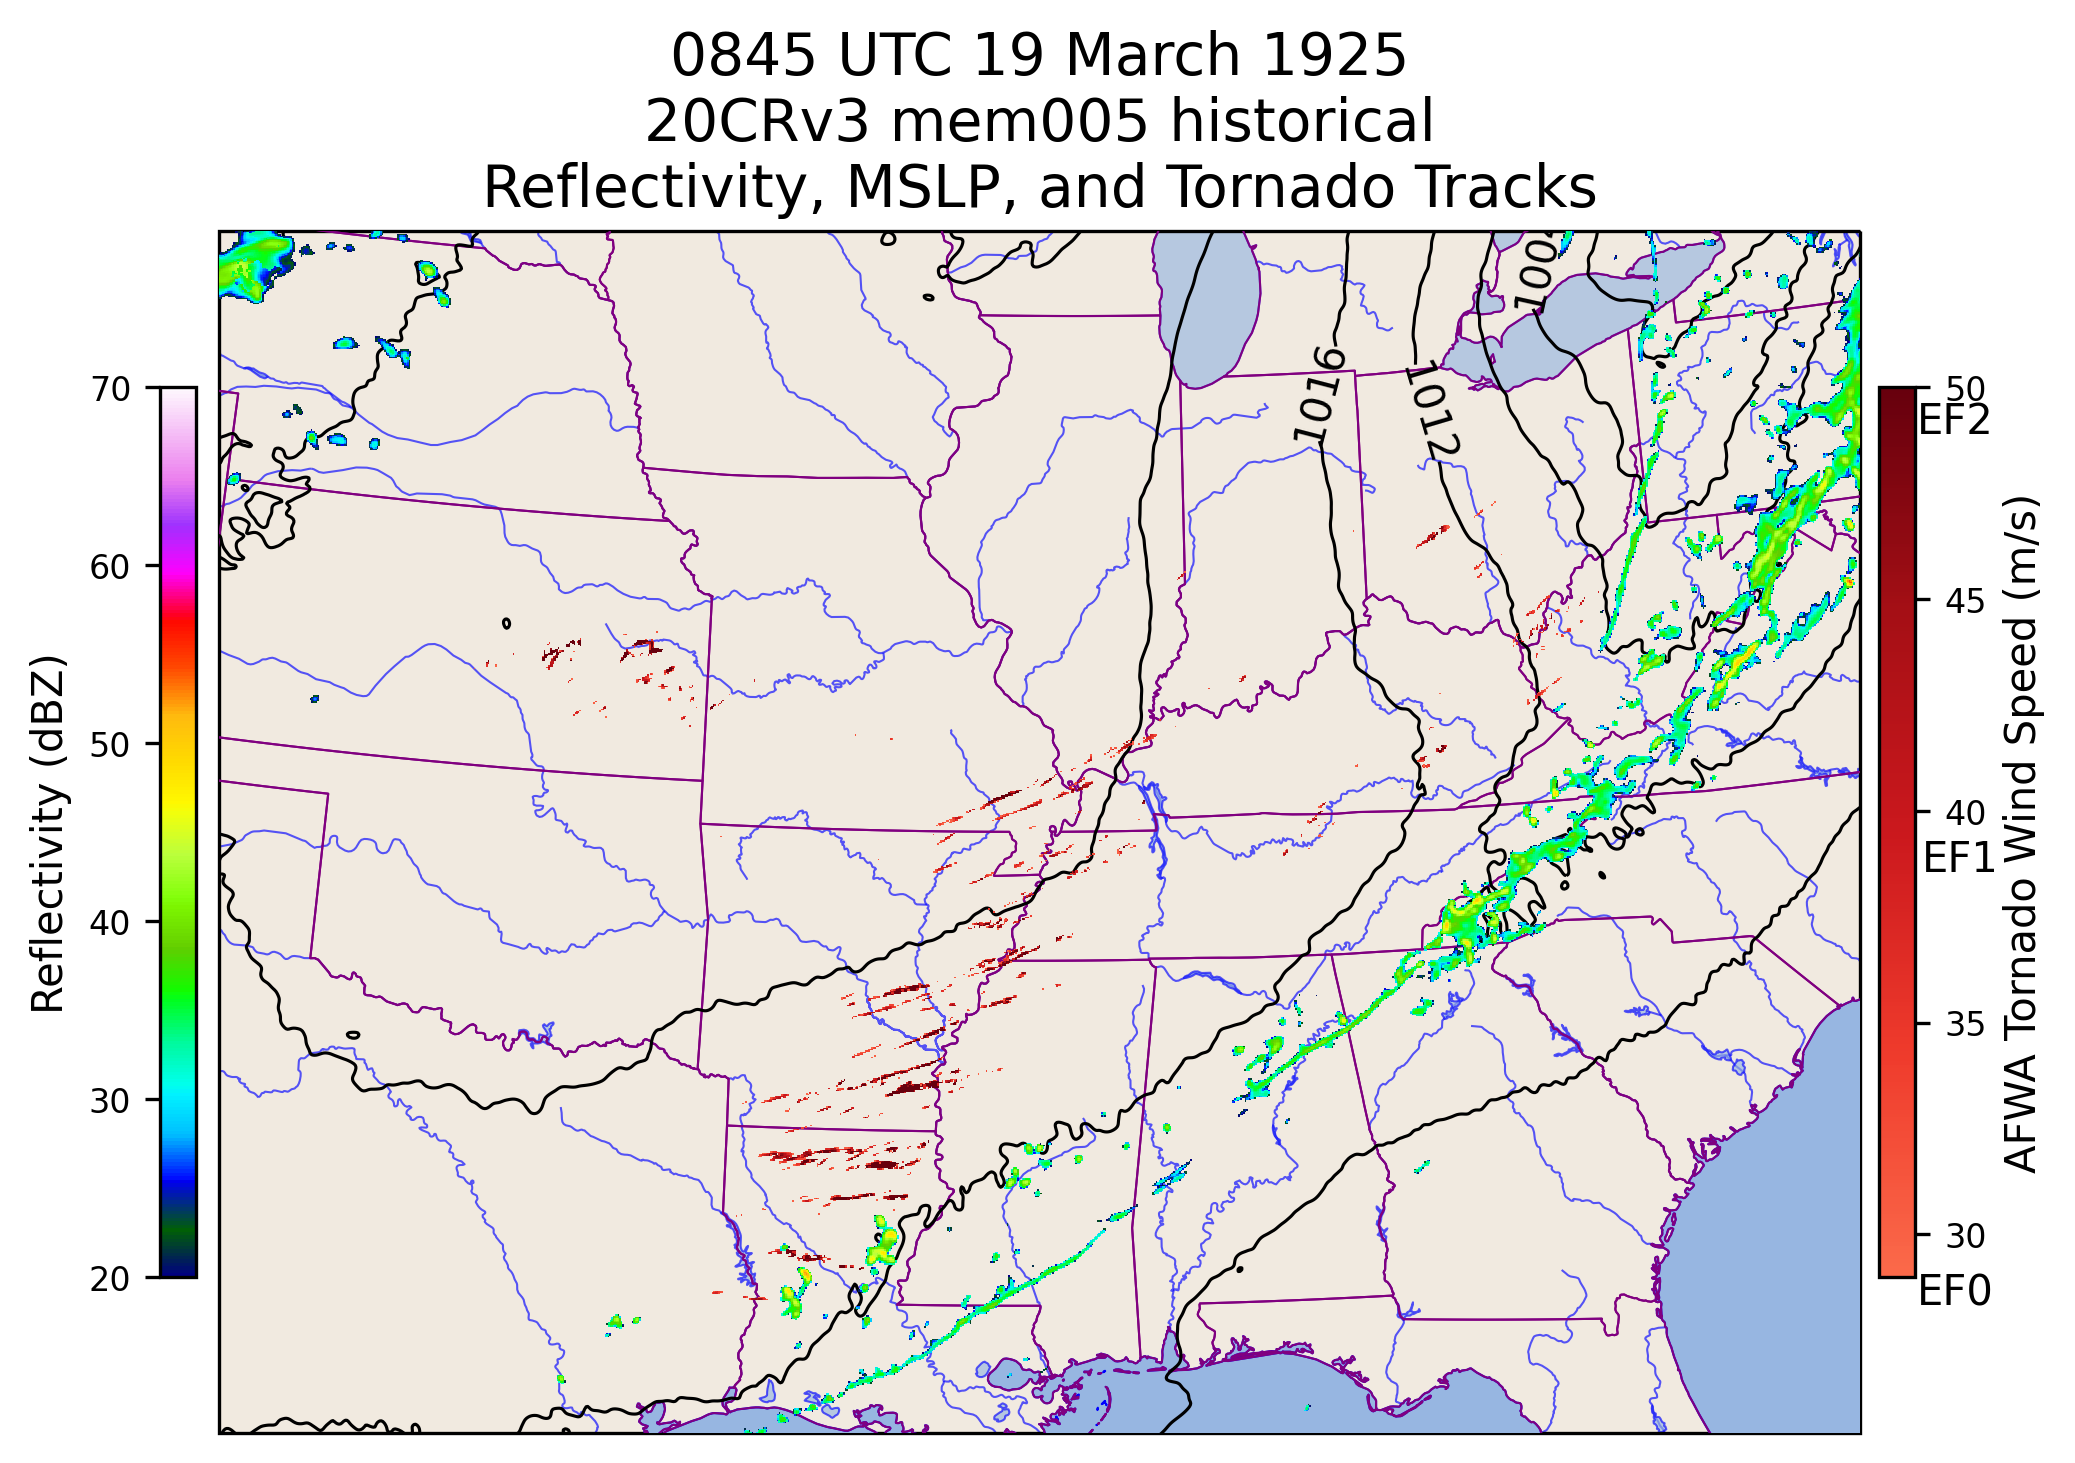 0845 UTC 19 March 1925
20CRv3 mem005 historical
Reflectivity, MSLP, and Tornado Tracks
Reflectivity (dBZ)
70
60
50
40
30
20
1016
1012
1004
50
EF2
45
40
EF1
35
30
EF0
AFWA Tornado Wind Speed (m/s)